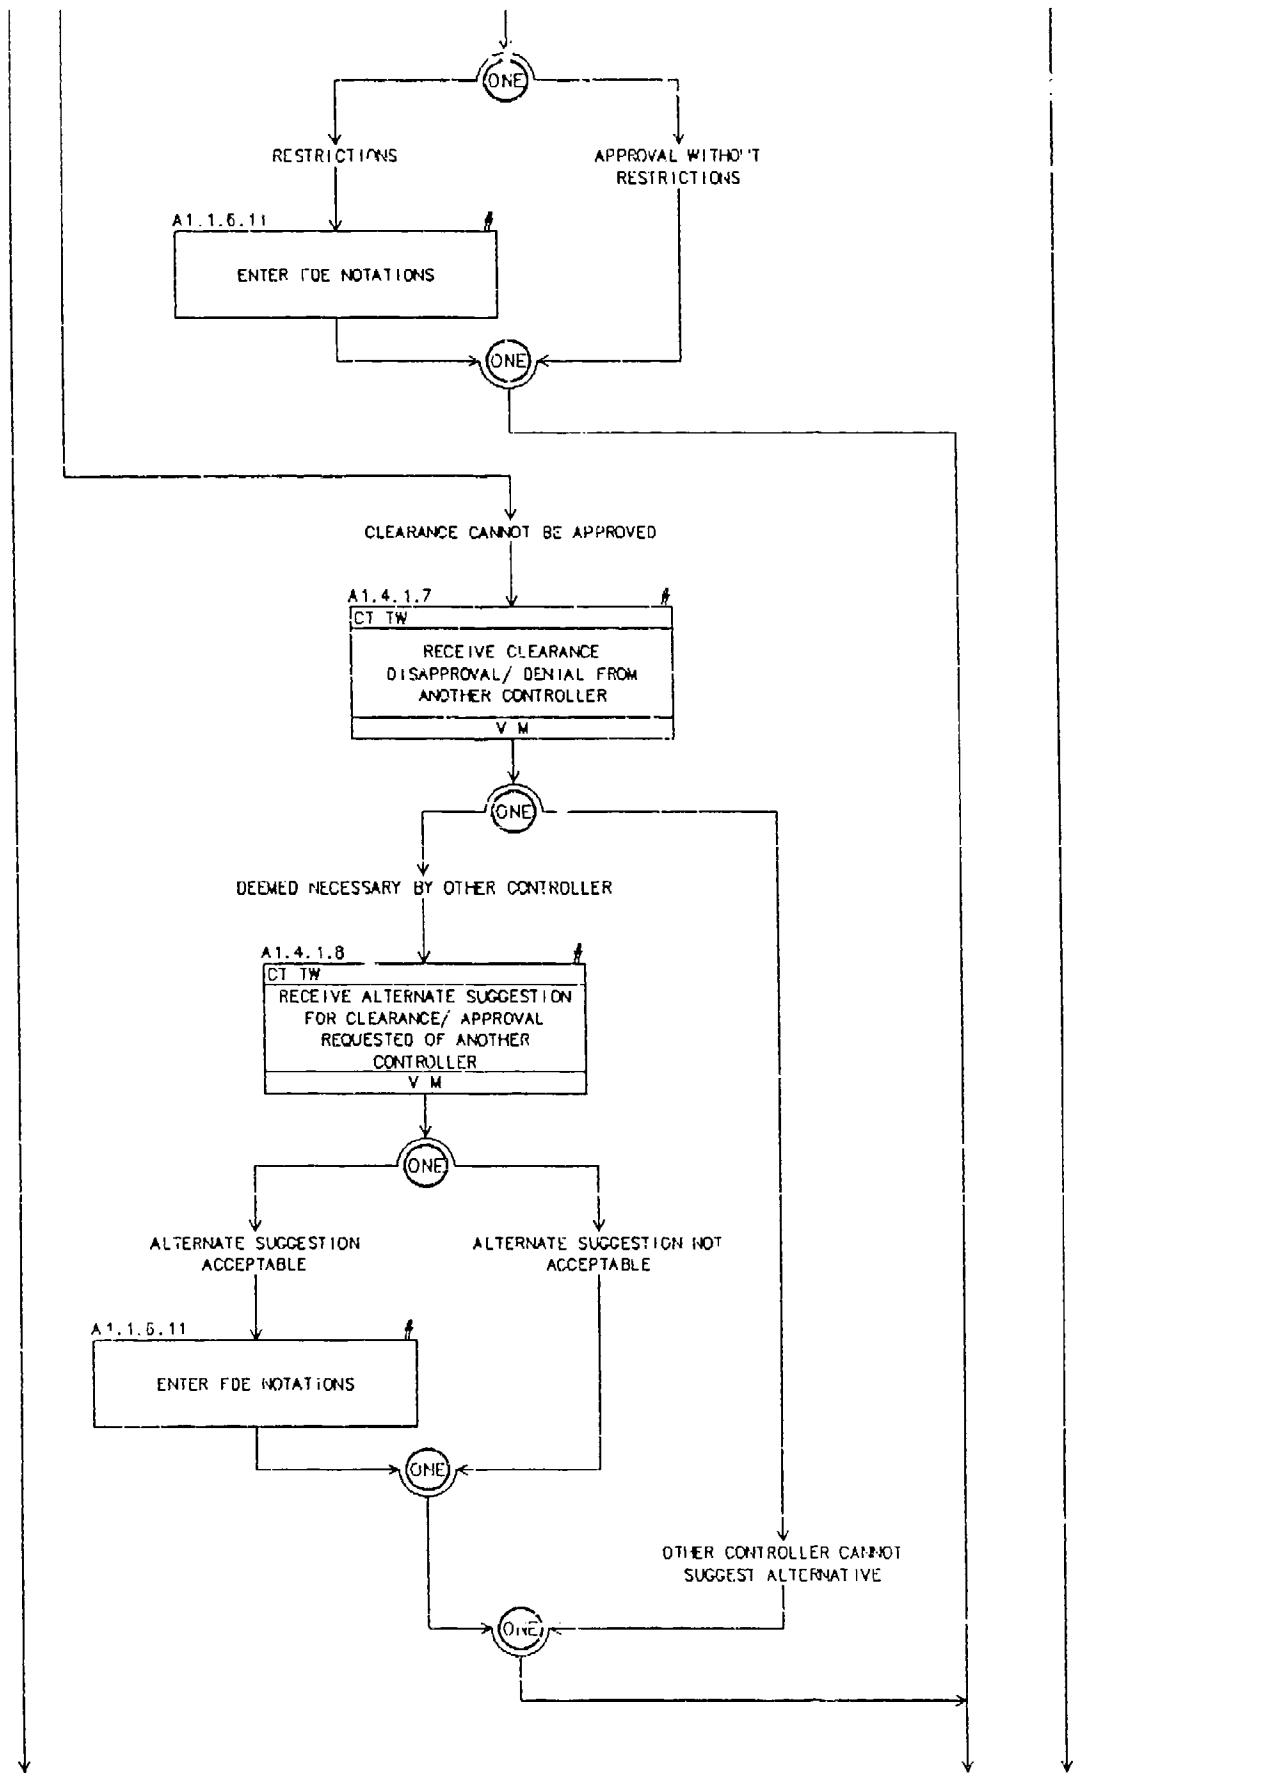 ONE
RESTRICTIONS
APPROVAL WITHOUT
RESTRICTIONS
A1.1.6.11
ENTER FDE NOTATIONS
ONE
CLEARANCE CANNOT BE APPROVED
A1.4.1.7
CT TW
RECEIVE CLEARANCE
DISAPPROVAL/ DENIAL FROM
ANOTHER CONTROLLER
V M
ONE
DEEMED NECESSARY BY OTHER CONTROLLER
A1.4.1.8
CT TW
RECEIVE ALTERNATE SUGGESTION
FOR CLEARANCE/ APPROVAL
REQUESTED OF ANOTHER
CONTROLLER
V M
ONE
ALTERNATE SUGGESTION
ACCEPTABLE
ALTERNATE SUGGESTION NOT
ACCEPTABLE
A1.1.6.11
ENTER FDE NOTATIONS
ONE
OTHER CONTROLLER CANNOT
SUGGEST ALTERNATIVE
ONE